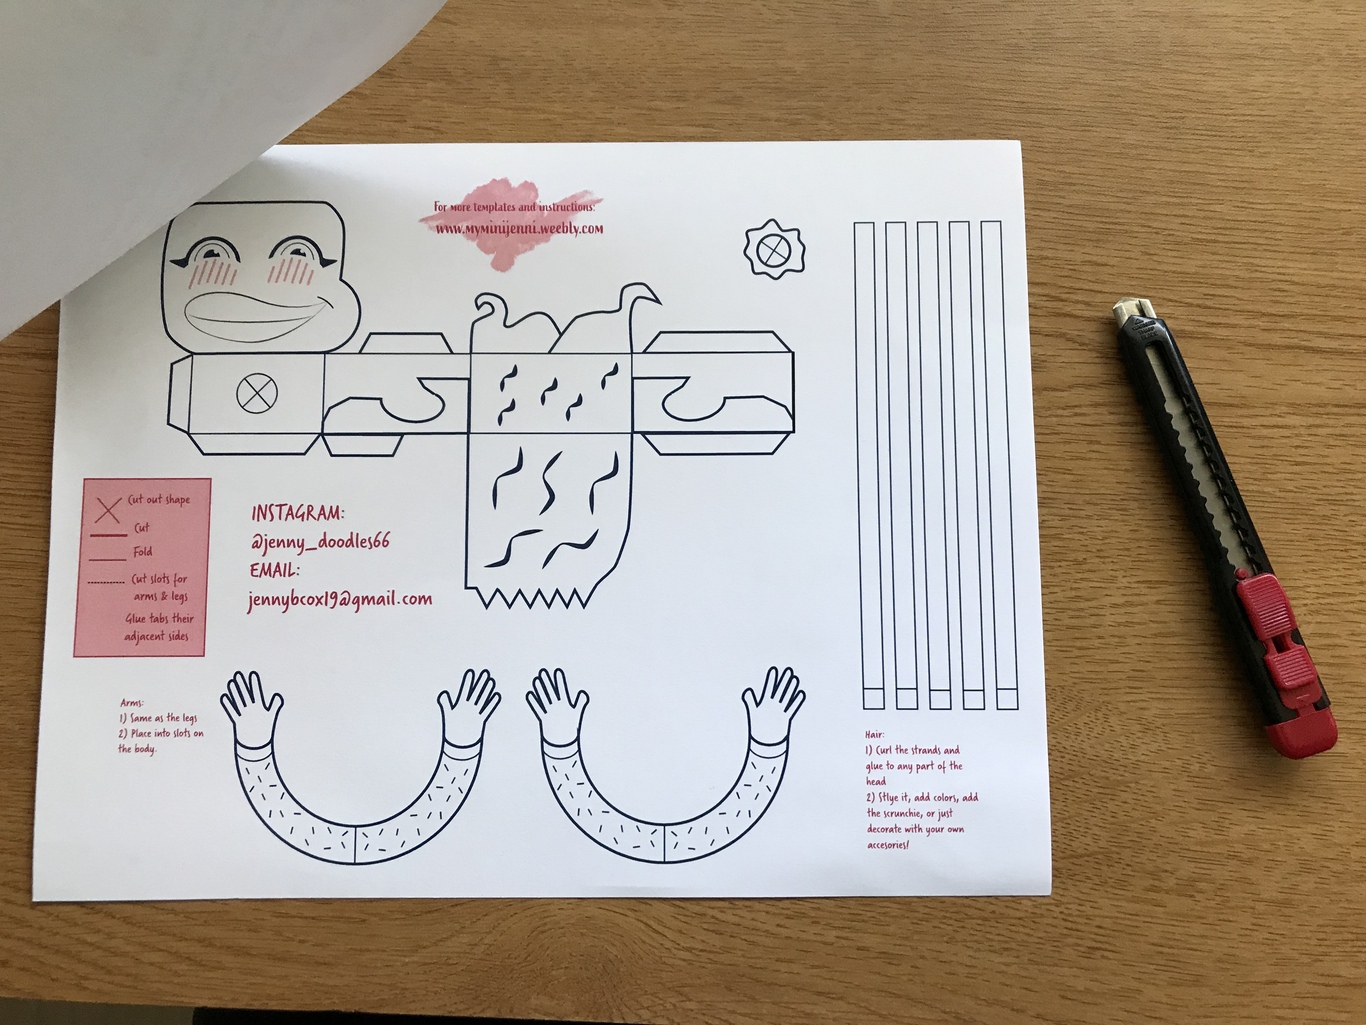 For more templates and instructions:
www.myminijenni.weebly.com
Cut out shape
Cut
Fold
Cut slots for
arms & legs
Glue tabs their
adjacent sides
INSTAGRAM:
@jenny_doodles66
EMAIL:
jennybcox19@gmail.com
Arms:
1) Same as the legs
2) Place into slots on
the body.
Hair:
1) Curl the strands and
glue to any part of the
head
2) Stlye it, add colors, add
the scrunchie, or just
decorate with your own
accesories!